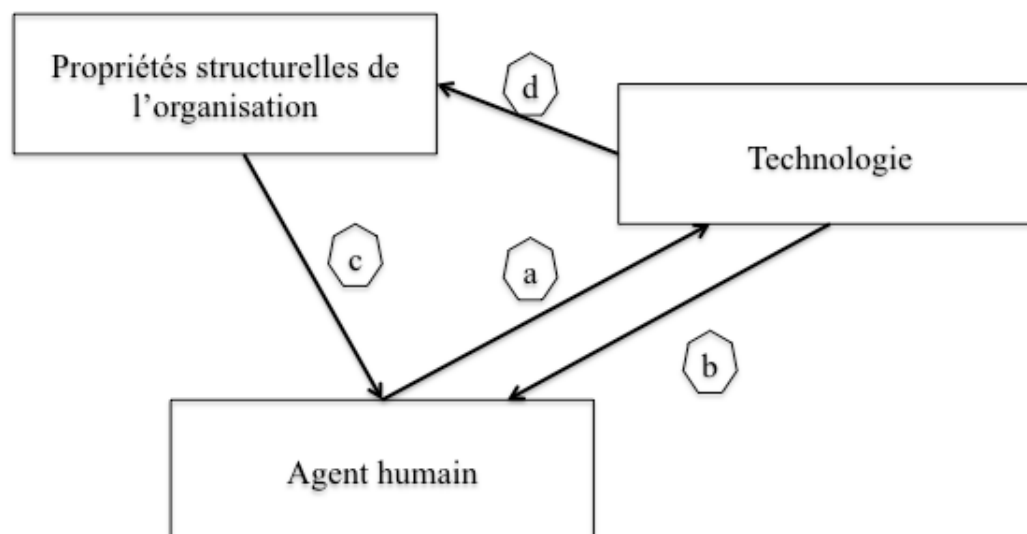 Propriétés structurelles de
l’organisation
d
Technologie
c
a
b
Agent humain